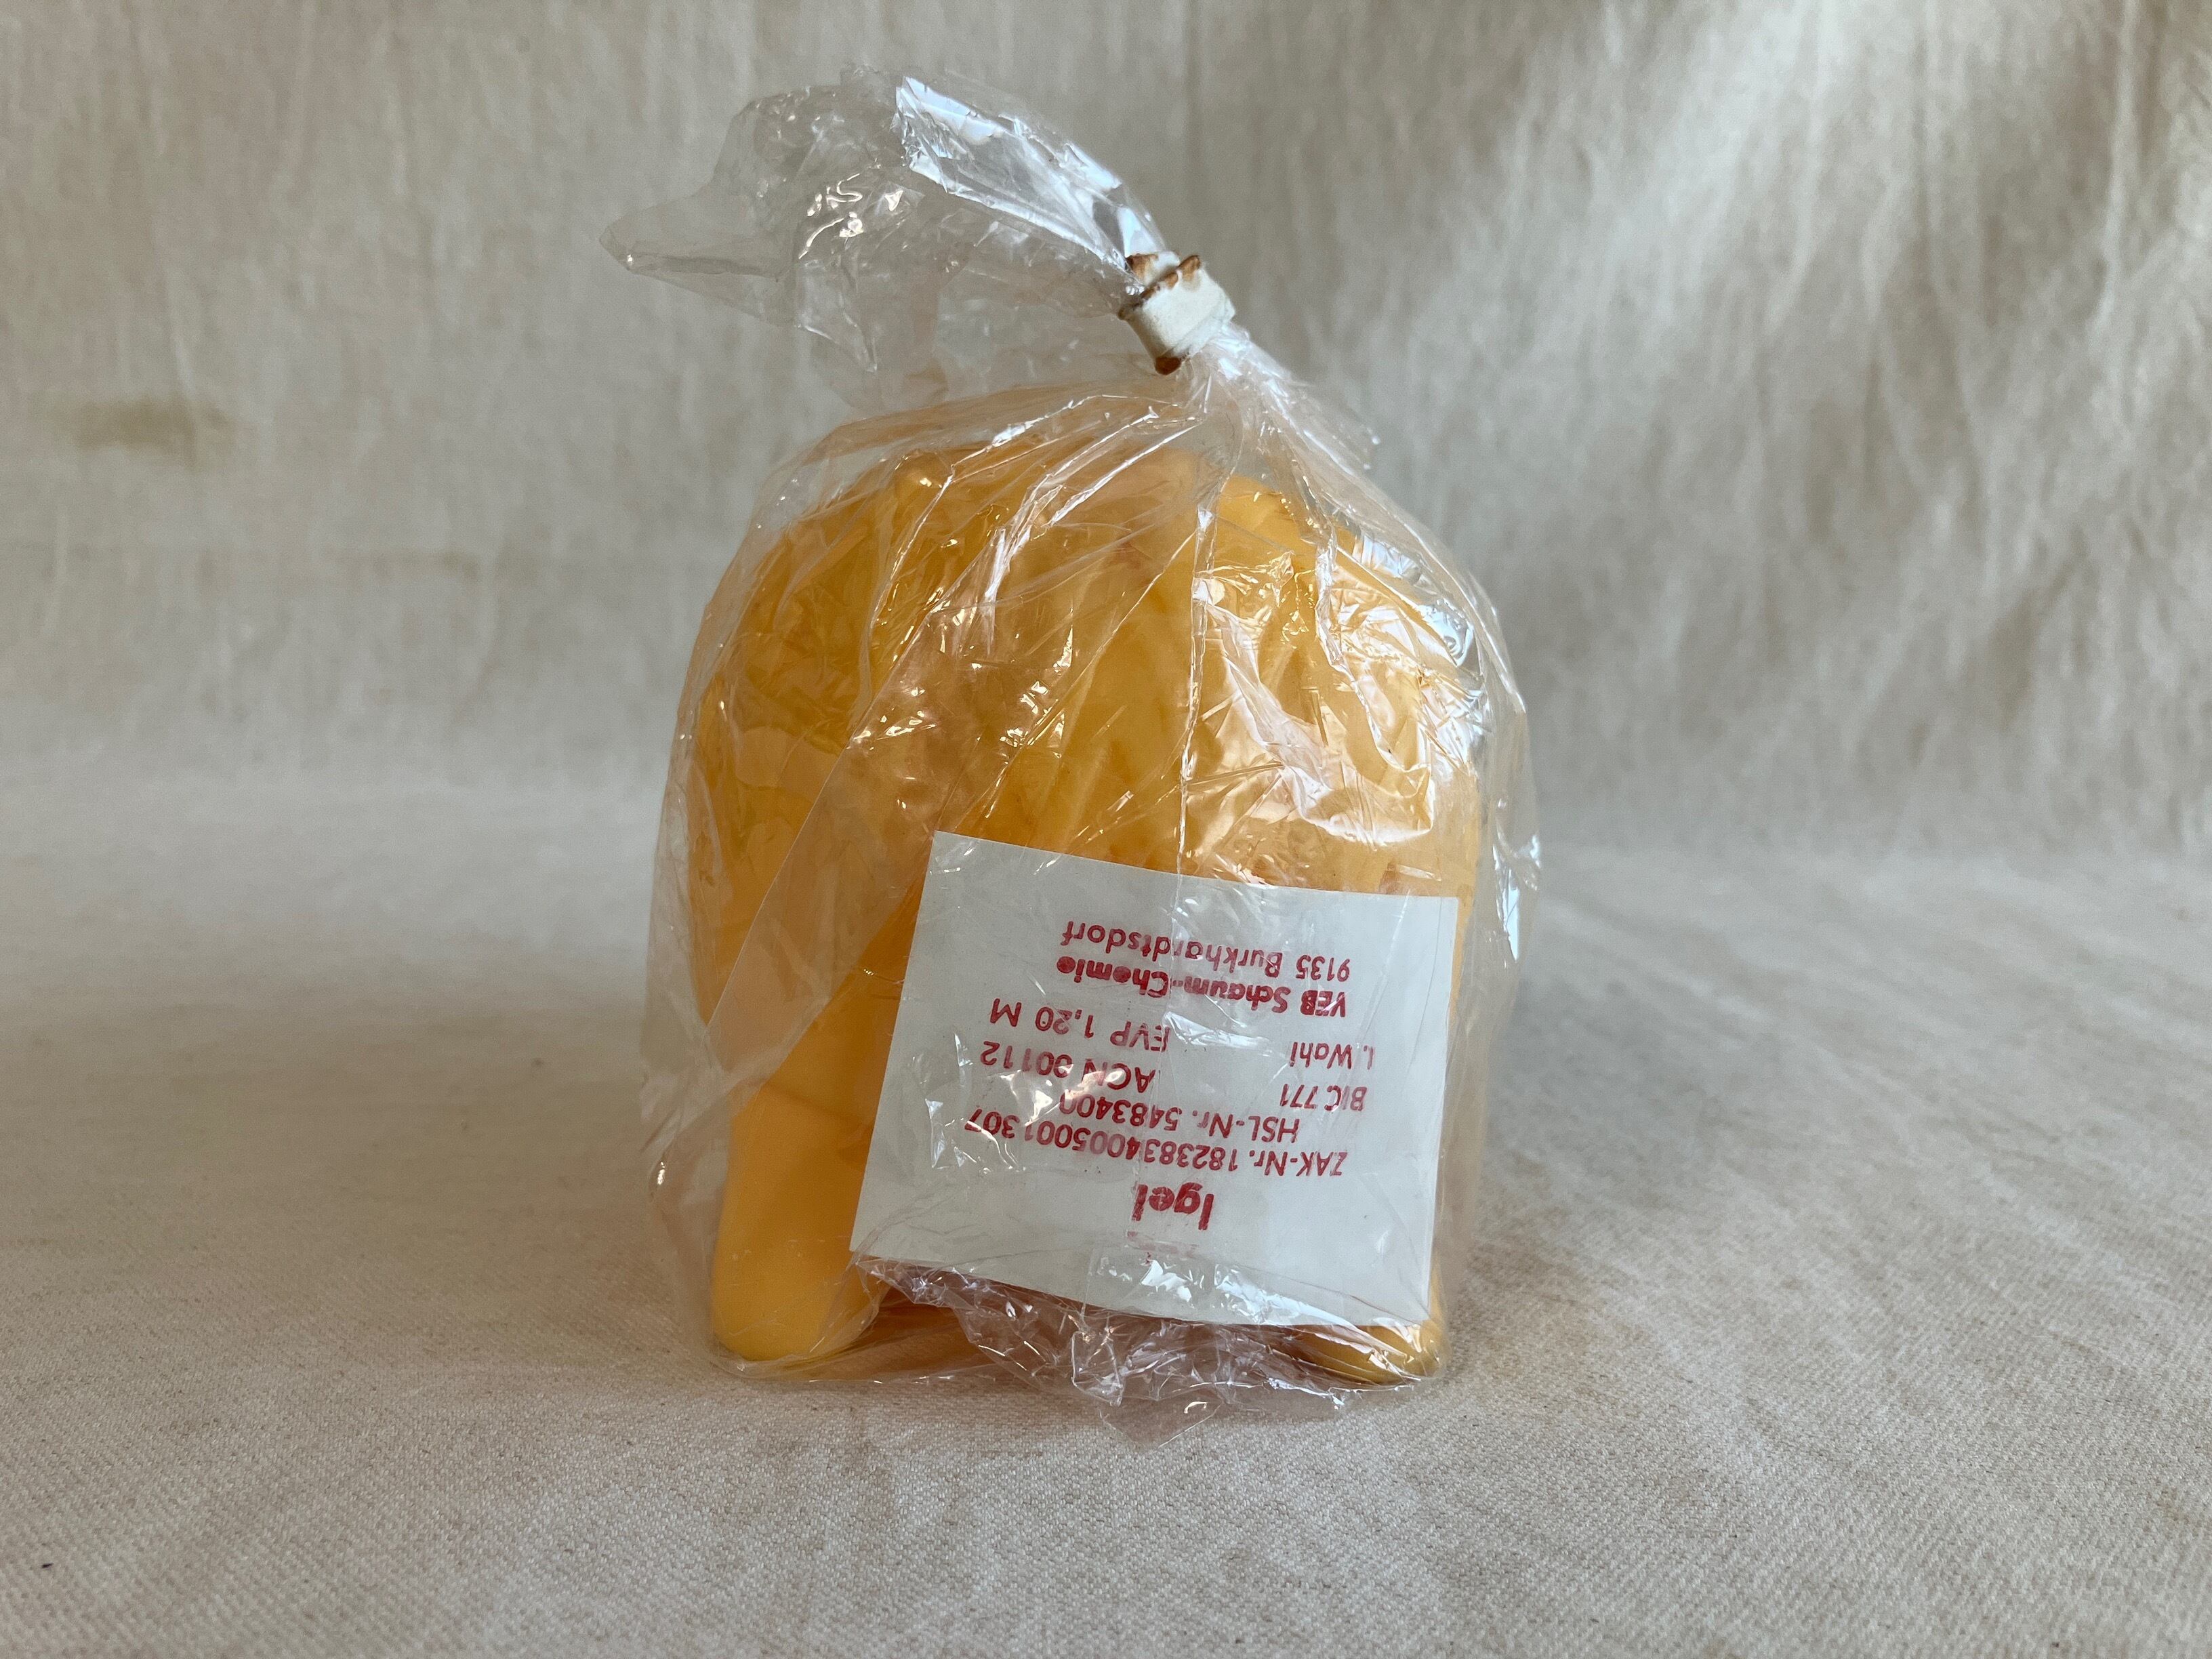 Igel
ZAK-Nr. 1823834005001307
HSL-Nr. 5483400
BIC 771 ACN 30112
I. Wahl EVP 1,20 M
VEB Schaum-Chemie
9135 Burkhardtsdorf